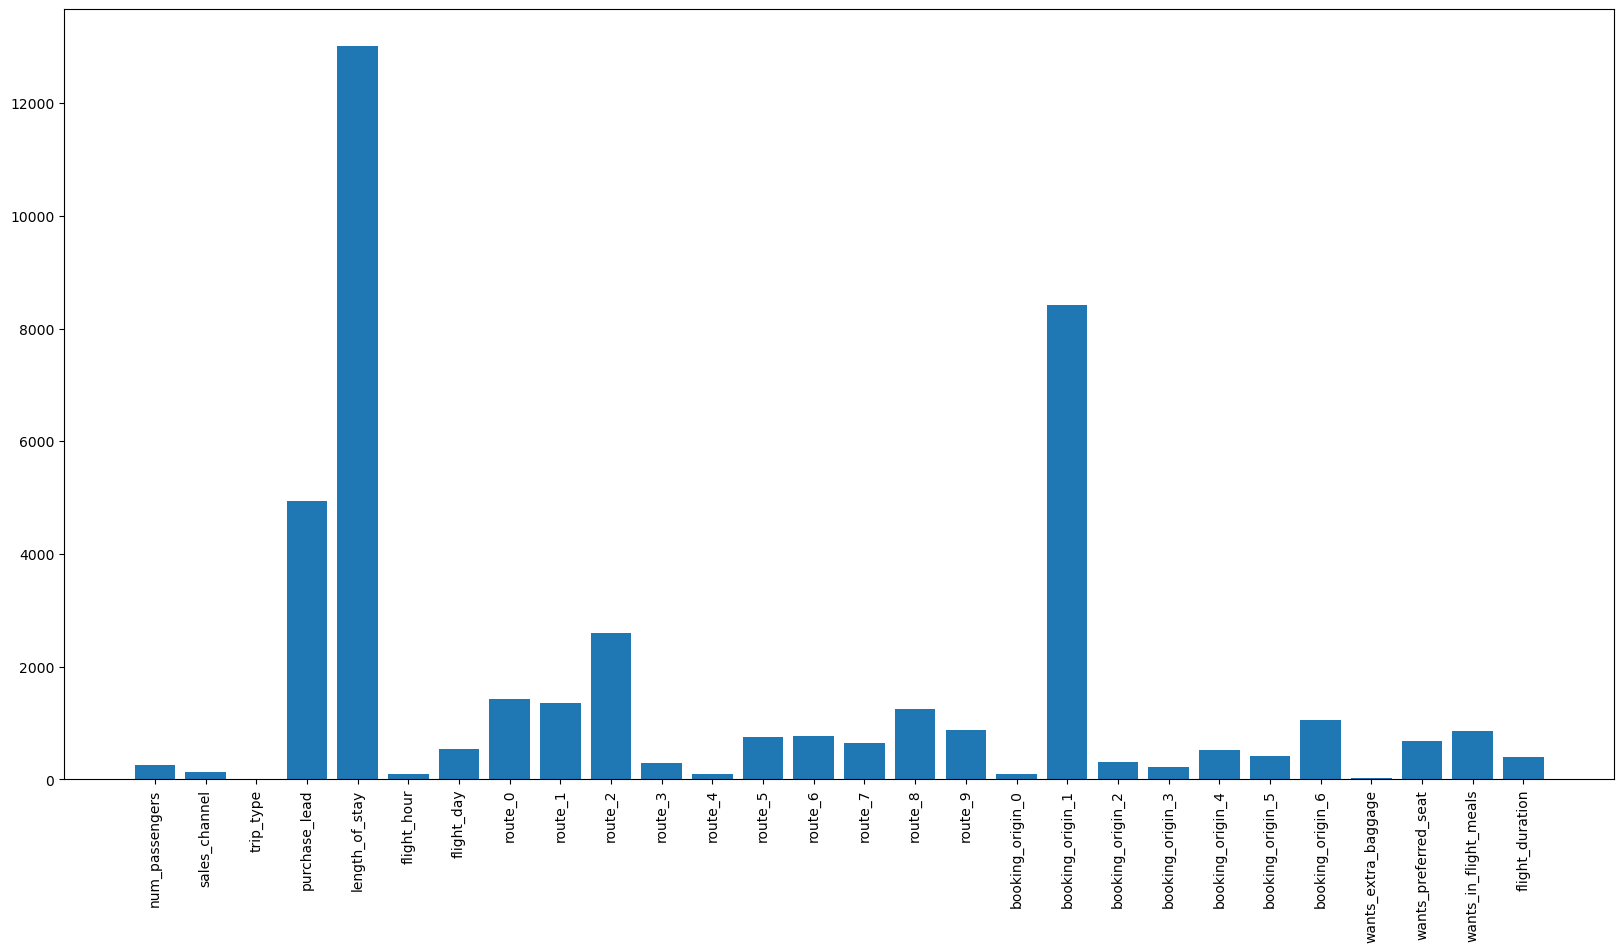 12000
10000
8000
6000
4000
2000
0
num_passengers
sales_channel
trip_type
purchase_lead
length_of_stay
flight_hour
flight_day
route_0
route_1
route_2
route_3
route_4
route_5
route_6
route_7
route_8
route_9
booking_origin_0
booking_origin_1
booking_origin_2
booking_origin_3
booking_origin_4
booking_origin_5
booking_origin_6
wants_extra_baggage
wants_preferred_seat
wants_in_flight_meals
flight_duration